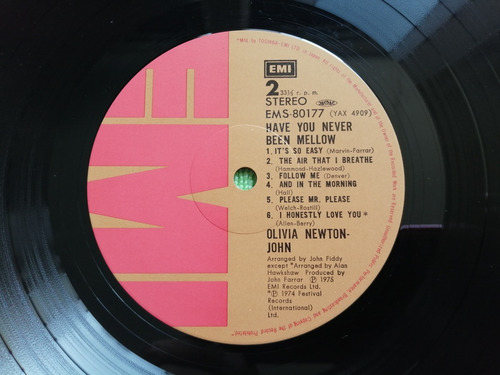 EMI
2 33⅓ r. p. m.
STEREO
EMS-80177 (YAX 4909)
HAVE YOU NEVER
BEEN MELLOW
1. IT'S SO EASY (Marvin-Farrar)
2. THE AIR THAT I BREATHE
(Hammond-Hazlewood)
3. FOLLOW ME (Denver)
4. AND IN THE MORNING
(Hall)
5. PLEASE MR. PLEASE
(Welch-Rostill)
6. I HONESTLY LOVE YOU*
(Allen-Berry)
OLIVIA NEWTON-
JOHN
Arranged by John Fiddy
except *Arranged by Alan
Hawkshaw Produced by
John Farrar Ⓟ 1975
EMI Records Ltd.
*Ⓟ 1974 Festival
Records
(international)
Ltd.
EMI